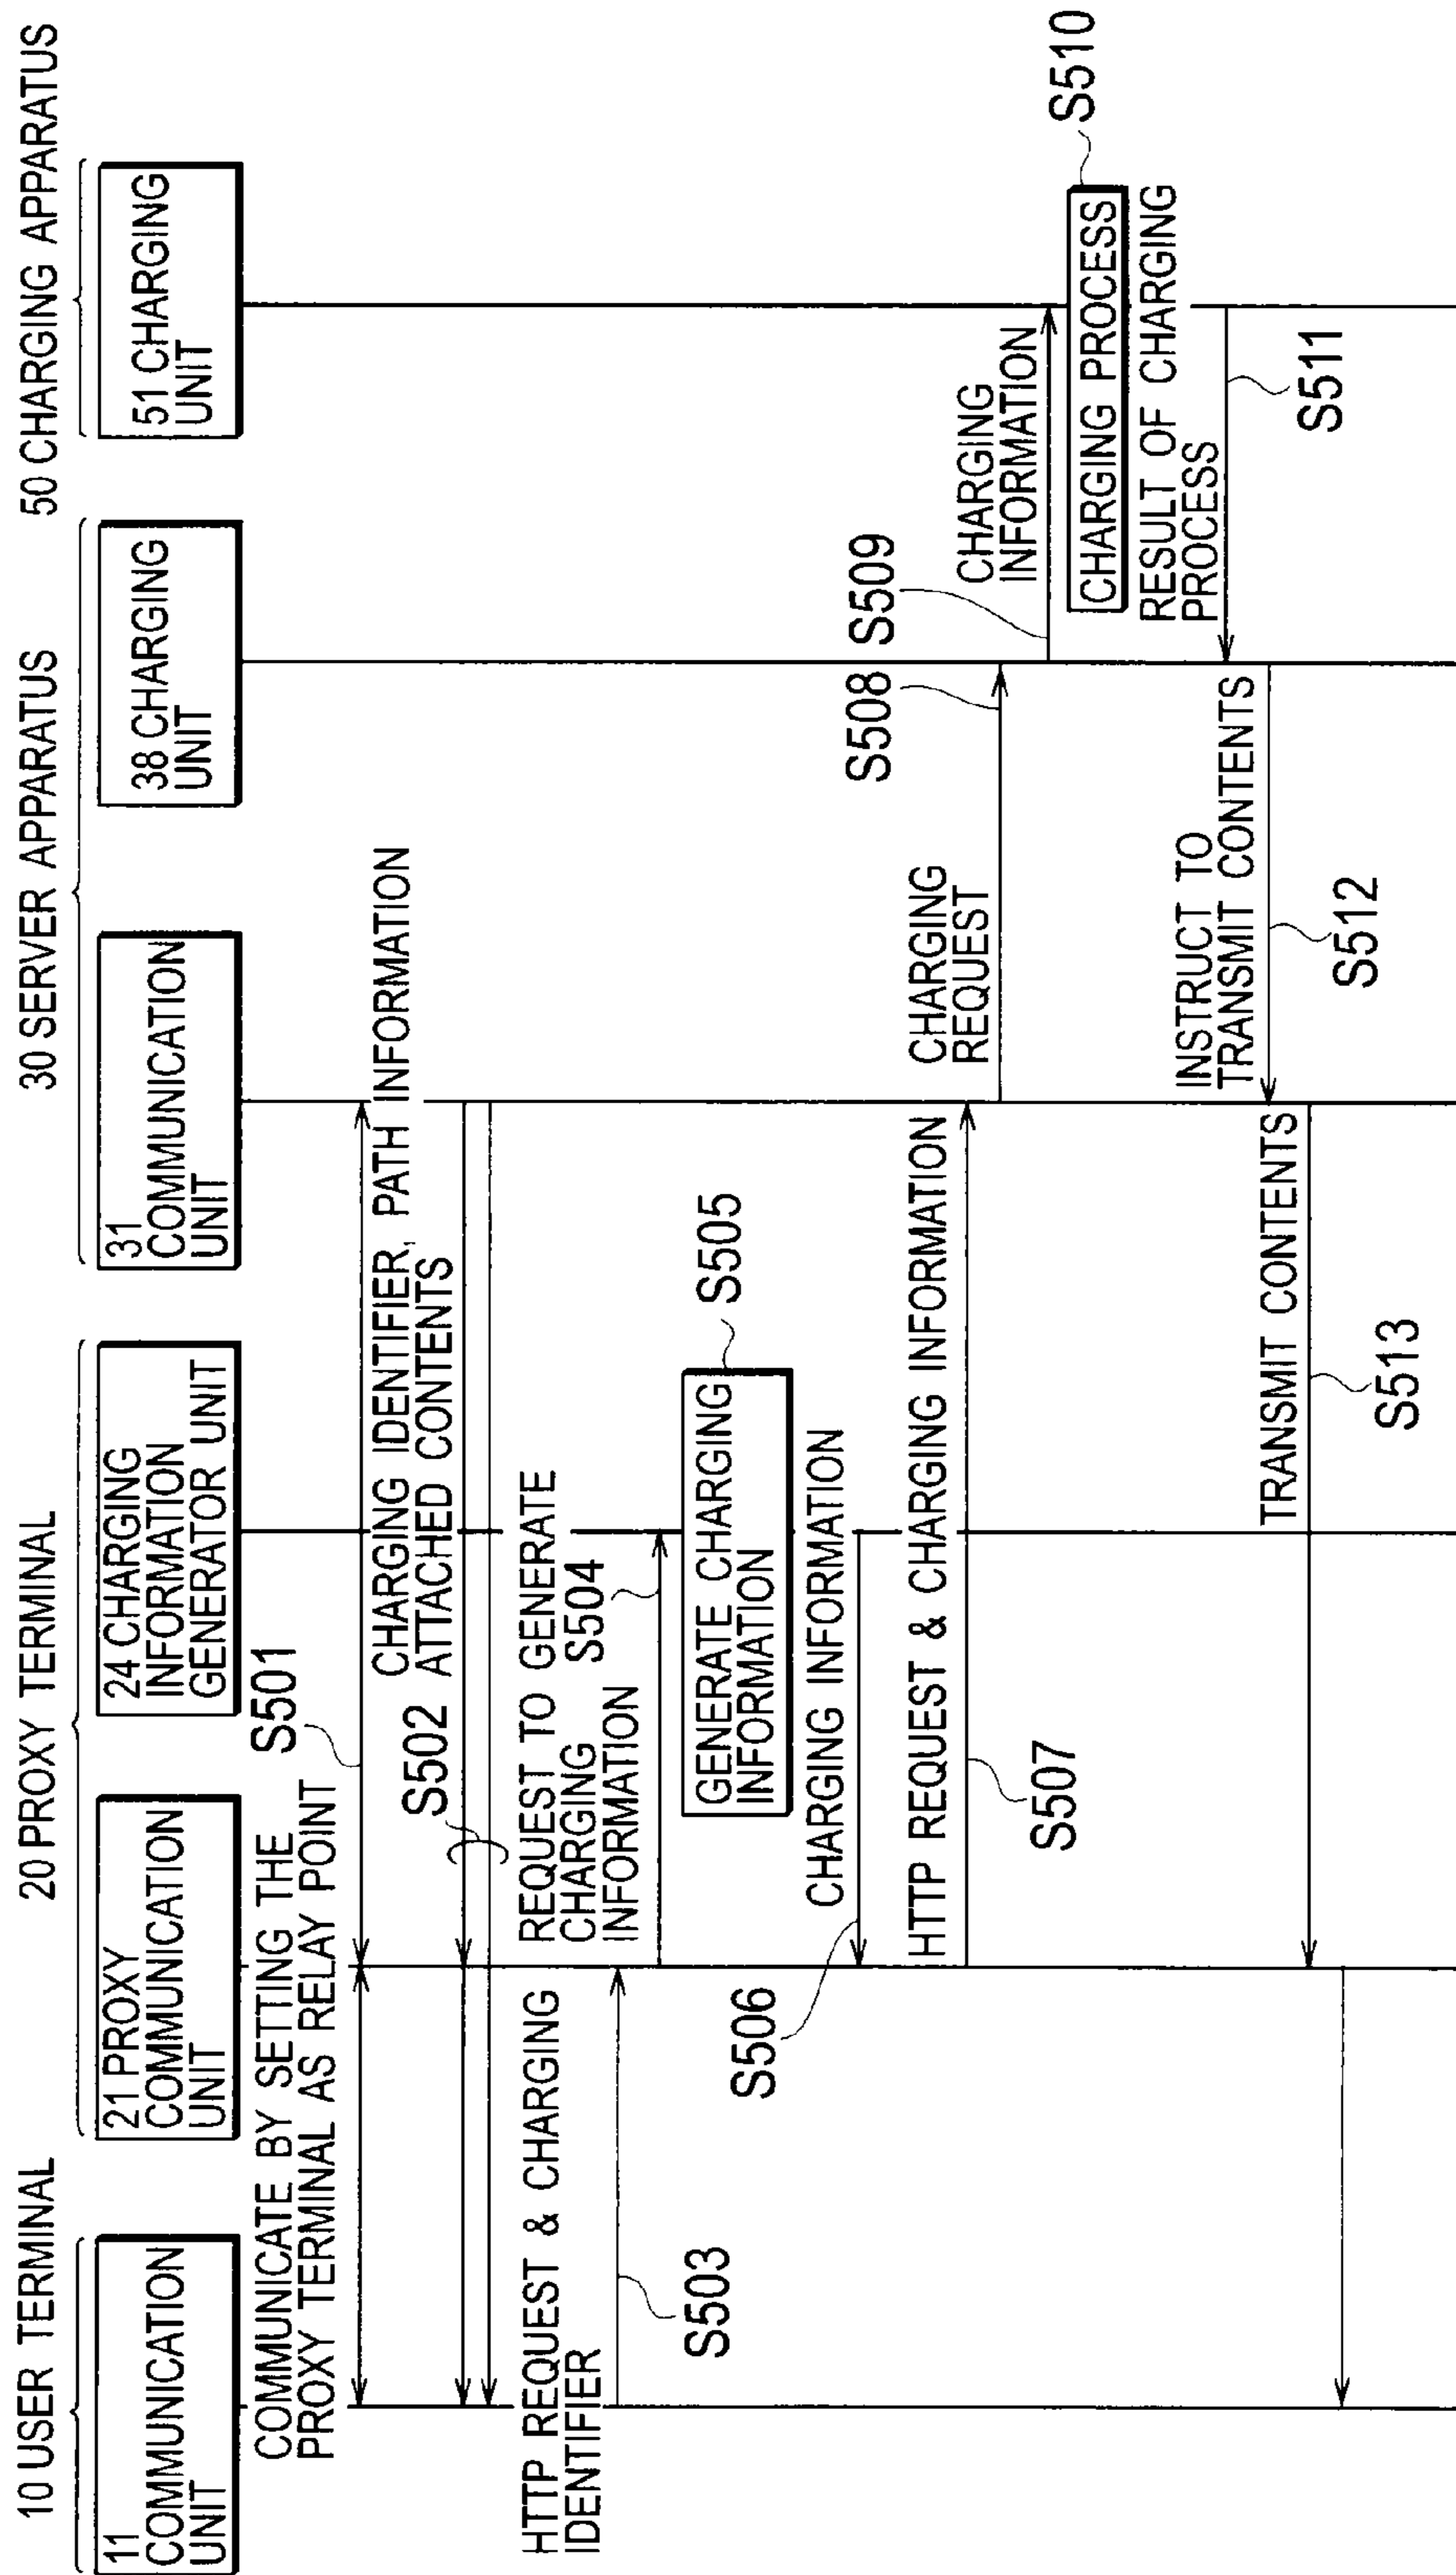 10 USER TERMINAL
20 PROXY TERMINAL
30 SERVER APPARATUS
50 CHARGING APPARATUS
11
COMMUNICATION
UNIT
21 PROXY
COMMUNICATION
UNIT
24 CHARGING
INFORMATION
GENERATOR UNIT
31
COMMUNICATION
UNIT
38 CHARGING
UNIT
51 CHARGING
UNIT
COMMUNICATE BY SETTING THE
PROXY TERMINAL AS RELAY POINT
S501
CHARGING IDENTIFIER, PATH INFORMATION
ATTACHED CONTENTS
S502
HTTP REQUEST & CHARGING
IDENTIFIER
S503
REQUEST TO GENERATE
CHARGING
INFORMATION
S504
GENERATE CHARGING
INFORMATION
S505
CHARGING INFORMATION
S506
HTTP REQUEST & CHARGING INFORMATION
S507
CHARGING
REQUEST
S508
CHARGING
INFORMATION
S509
CHARGING PROCESS
S510
RESULT OF CHARGING
PROCESS
S511
INSTRUCT TO
TRANSMIT CONTENTS
S512
TRANSMIT CONTENTS
S513